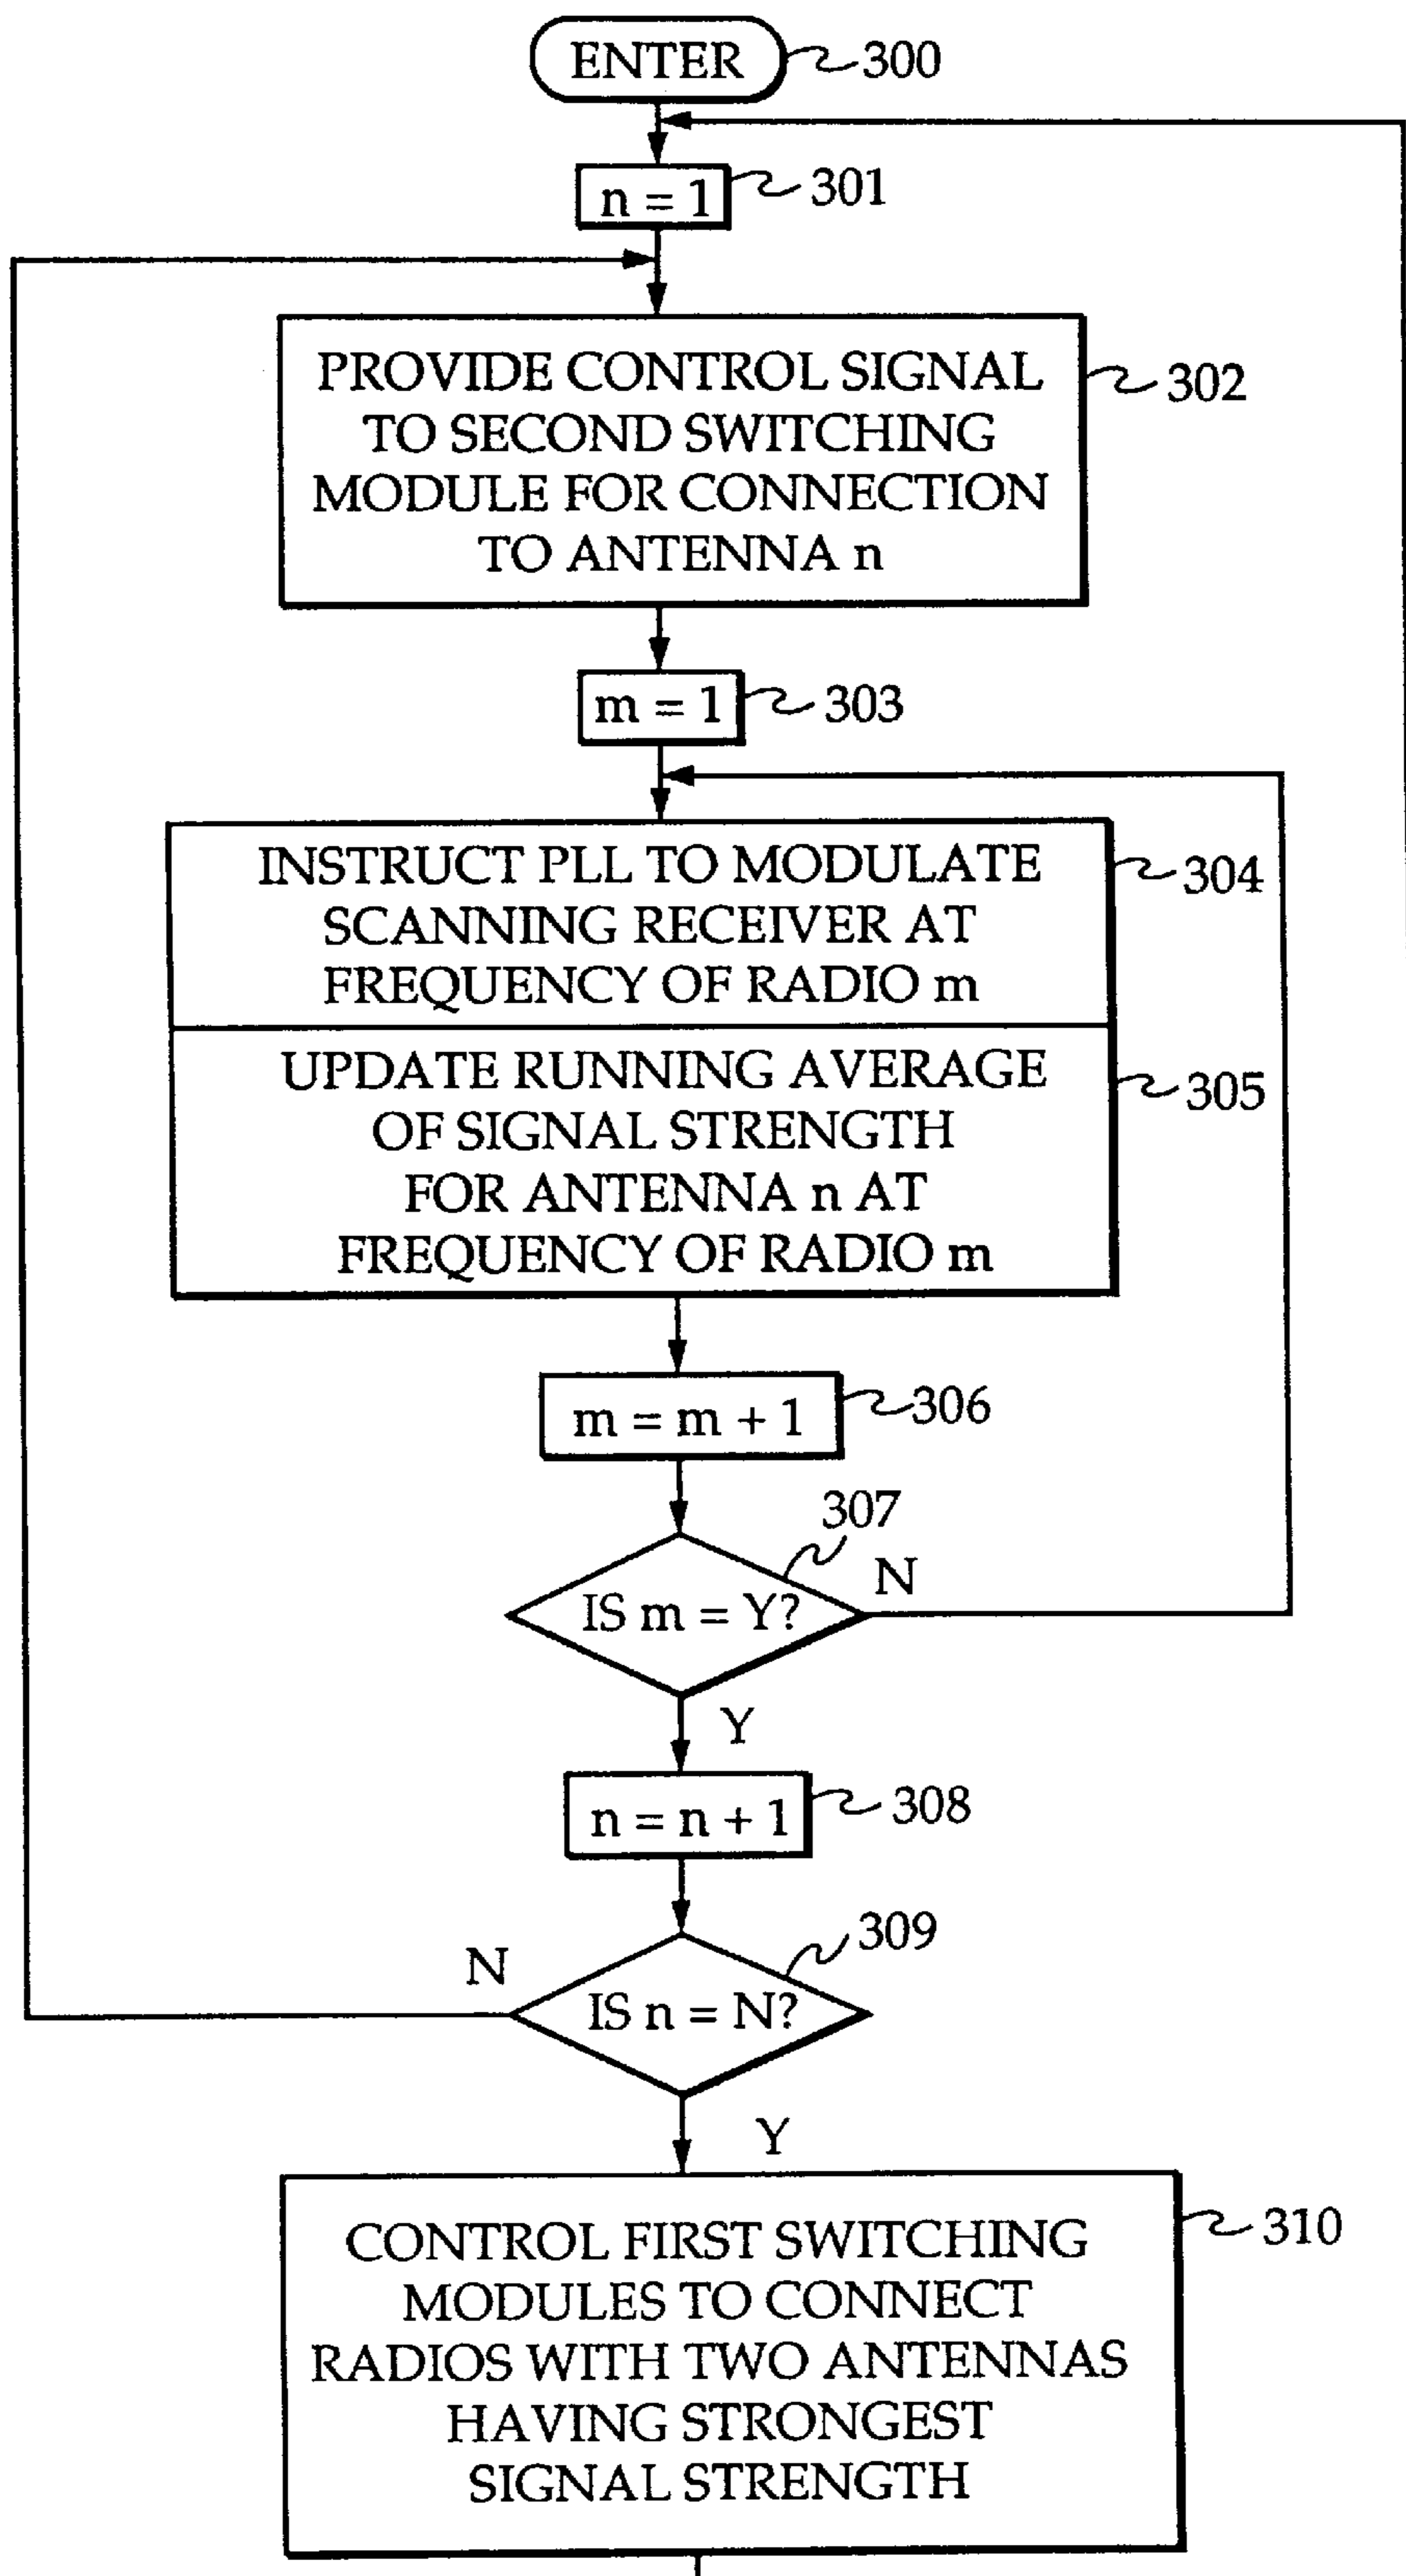 ENTER
300
n = 1
301
PROVIDE CONTROL SIGNAL
TO SECOND SWITCHING
MODULE FOR CONNECTION
TO ANTENNA n
302
m = 1
303
INSTRUCT PLL TO MODULATE
SCANNING RECEIVER AT
FREQUENCY OF RADIO m
304
UPDATE RUNNING AVERAGE
OF SIGNAL STRENGTH
FOR ANTENNA n AT
FREQUENCY OF RADIO m
305
m = m + 1
306
307
IS m = Y?
N
Y
n = n + 1
308
309
N
IS n = N?
Y
CONTROL FIRST SWITCHING
MODULES TO CONNECT
RADIOS WITH TWO ANTENNAS
HAVING STRONGEST
SIGNAL STRENGTH
310